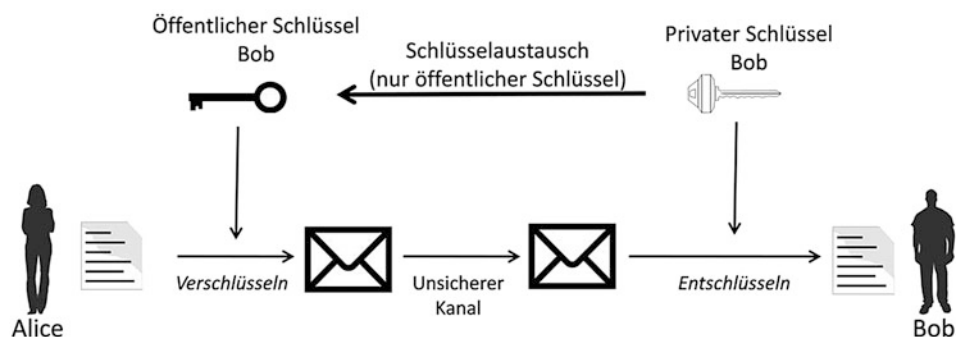 Öffentlicher Schlüssel
Bob
Schlüsselaustausch
(nur öffentlicher Schlüssel)
Privater Schlüssel
Bob
Verschlüsseln
Unsicherer
Kanal
Entschlüsseln
Alice
Bob